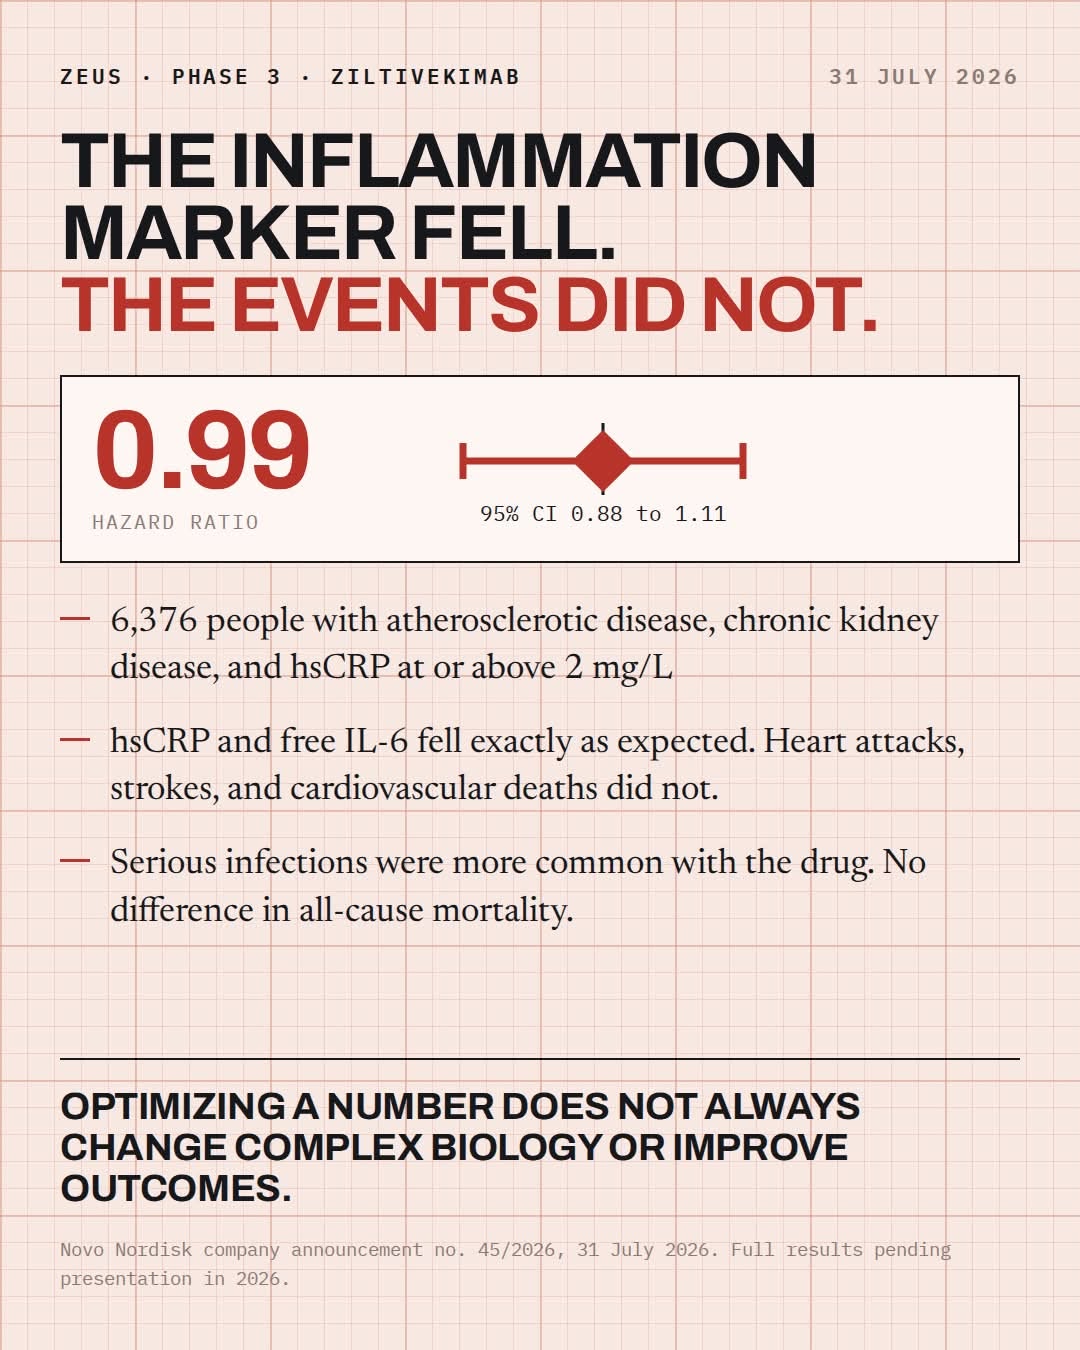 ZEUS · PHASE 3 · ZILTIVEKIMAB
31 JULY 2026
THE INFLAMMATION
MARKER FELL.
THE EVENTS DID NOT.
0.99
HAZARD RATIO
95% CI 0.88 to 1.11
— 6,376 people with atherosclerotic disease, chronic kidney
disease, and hsCRP at or above 2 mg/L
— hsCRP and free IL-6 fell exactly as expected. Heart attacks,
strokes, and cardiovascular deaths did not.
— Serious infections were more common with the drug. No
difference in all-cause mortality.
OPTIMIZING A NUMBER DOES NOT ALWAYS
CHANGE COMPLEX BIOLOGY OR IMPROVE
OUTCOMES.
Novo Nordisk company announcement no. 45/2026, 31 July 2026. Full results pending
presentation in 2026.